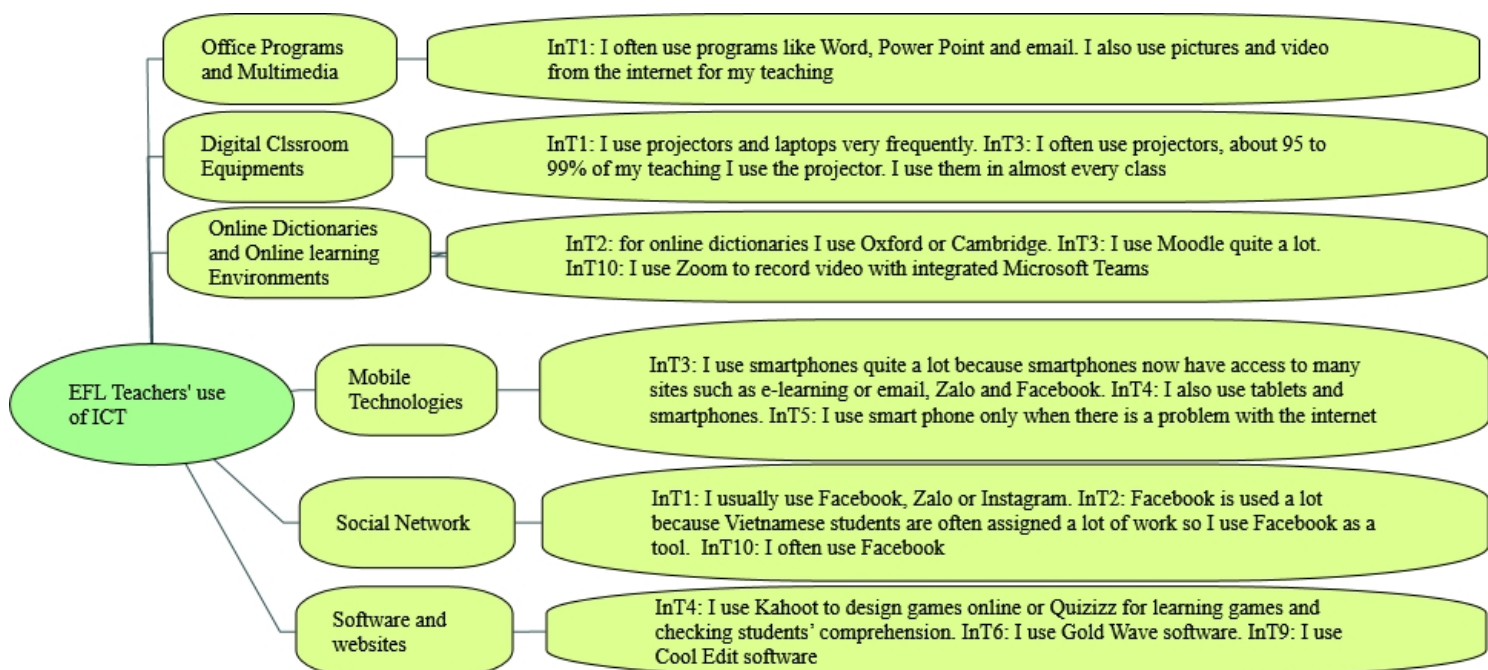 Office Programs
and Multimedia
InT1: I often use programs like Word, Power Point and email. I also use pictures and video
from the internet for my teaching
Digital Clssroom
Equipments
InT1: I use projectors and laptops very frequently. InT3: I often use projectors, about 95 to
99% of my teaching I use the projector. I use them in almost every class
Online Dictionaries
and Online learning
Environments
InT2: for online dictionaries I use Oxford or Cambridge. InT3: I use Moodle quite a lot.
InT10: I use Zoom to record video with integrated Microsoft Teams
EFL Teachers' use
of ICT
Mobile
Technologies
InT3: I use smartphones quite a lot because smartphones now have access to many
sites such as e-learning or email, Zalo and Facebook. InT4: I also use tablets and
smartphones. InT5: I use smart phone only when there is a problem with the internet
Social Network
InT1: I usually use Facebook, Zalo or Instagram. InT2: Facebook is used a lot
because Vietnamese students are often assigned a lot of work so I use Facebook as a
tool.  InT10: I often use Facebook
Software and
websites
InT4: I use Kahoot to design games online or Quizizz for learning games and
checking students’ comprehension. InT6: I use Gold Wave software. InT9: I use
Cool Edit software